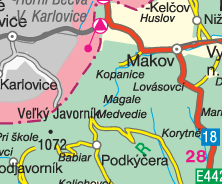 Horní Bečva
Karlovice
Kelčov
Huslov
Makov
Kopanice
Lovásovci
Karlovice
Magale
Veľký Javorník
Medvedie
Pri škole
1072
Korytné
18
Babiar
Podkýčera
R
28
Kalichovci
E442